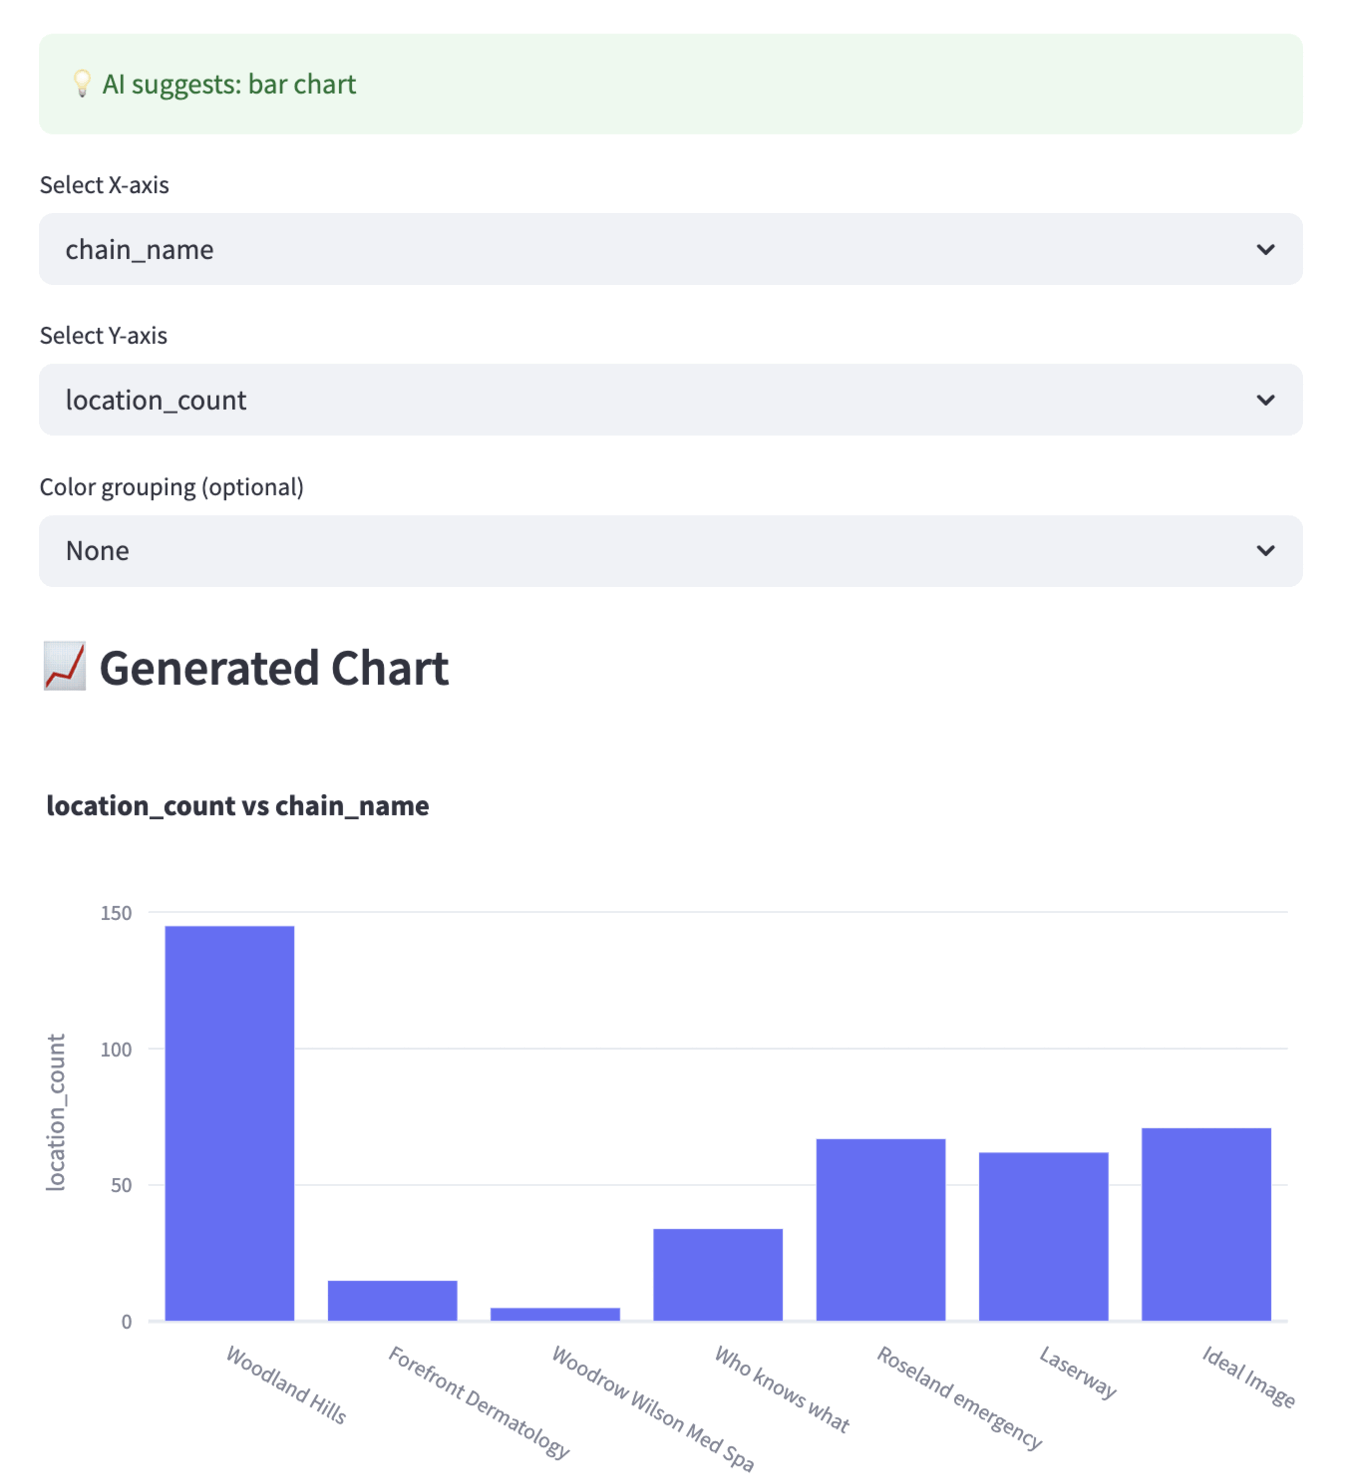 AI suggests: bar chart
Select X-axis
chain_name
Select Y-axis
location_count
Color grouping (optional)
None
Generated Chart
location_count vs chain_name
150
100
50
0
location_count
Woodland Hills
Forefront Dermatology
Woodrow Wilson Med Spa
Who knows what
Roseland emergency
Laserway
Ideal Image